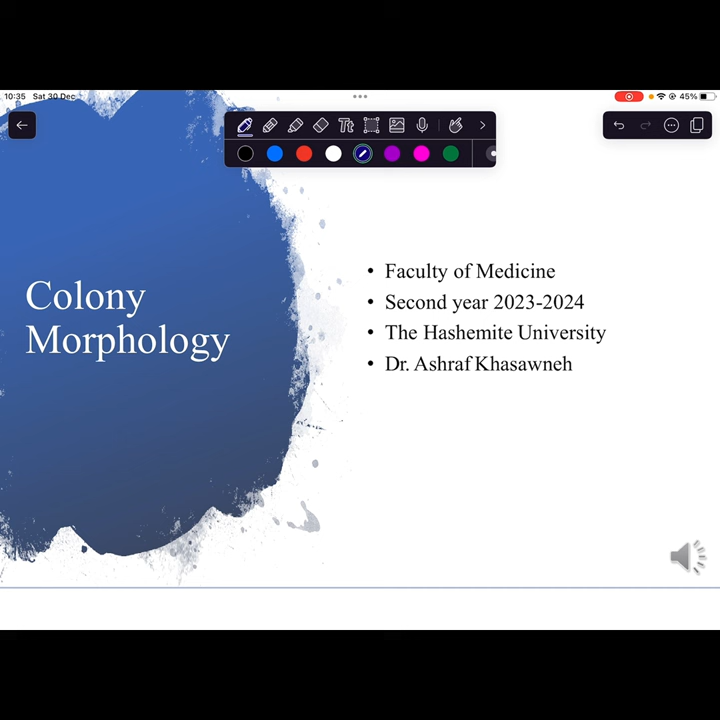 10:35 Sat 30 Dec
45%
Tt
Colony
Morphology
• Faculty of Medicine
• Second year 2023-2024
• The Hashemite University
• Dr. Ashraf Khasawneh